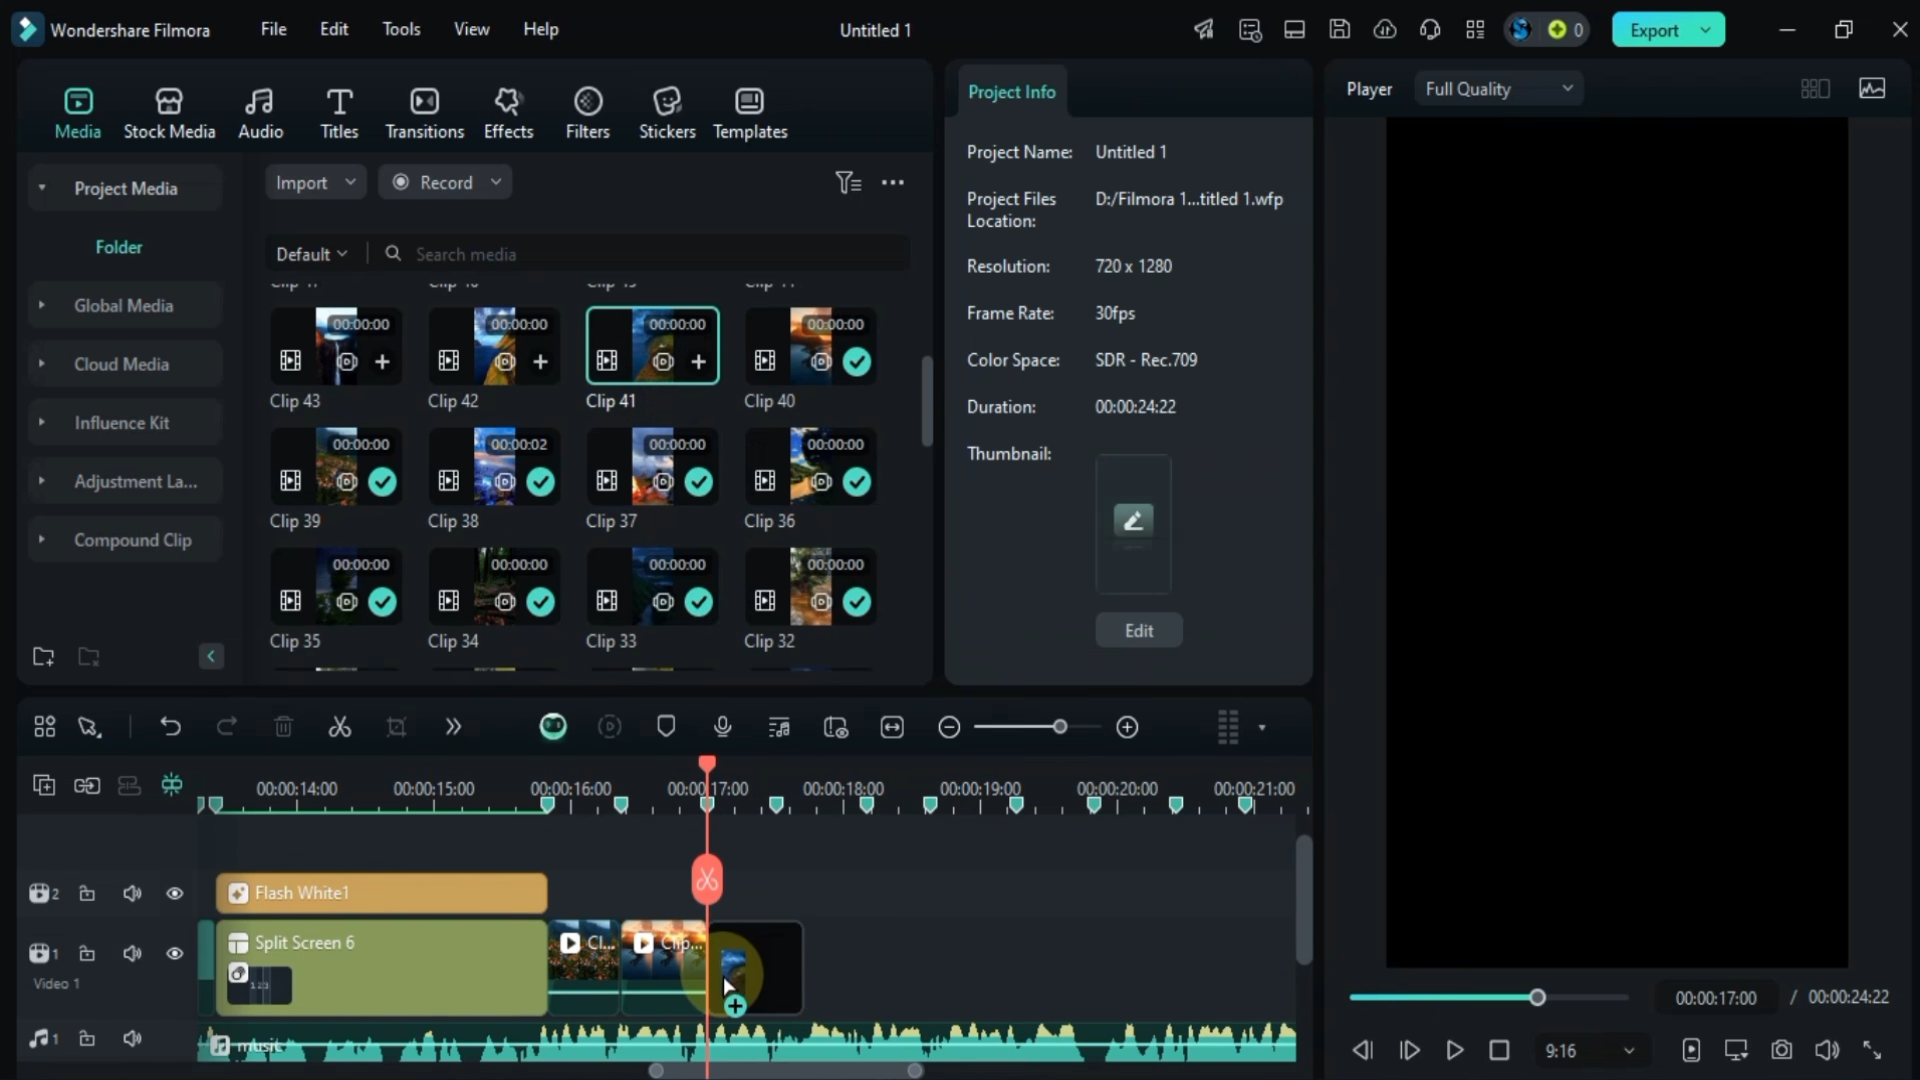 Wondershare Filmora
File
Edit
Tools
View
Help
Untitled 1
0
Export
Media
Stock Media
Audio
Titles
Transitions
Effects
Filters
Stickers
Templates
Project Media
Folder
Global Media
Cloud Media
Influence Kit
Adjustment La...
Compound Clip
Import
Record
Default
Search media
00:00:00
00:00:00
00:00:00
00:00:00
Clip 43
Clip 42
Clip 41
Clip 40
00:00:00
00:00:02
00:00:00
00:00:00
Clip 39
Clip 38
Clip 37
Clip 36
00:00:00
00:00:00
00:00:00
00:00:00
Clip 35
Clip 34
Clip 33
Clip 32
Project Info
Project Name: Untitled 1
Project Files Location: D:/Filmora 1...titled 1.wfp
Resolution: 720 x 1280
Frame Rate: 30fps
Color Space: SDR - Rec.709
Duration: 00:00:24:22
Thumbnail:
Edit
Player
Full Quality
00:00:17:00 / 00:00:24:22
9:16
00:00:14:00
00:00:15:00
00:00:16:00
00:00:17:00
00:00:18:00
00:00:19:00
00:00:20:00
00:00:21:00
2
Flash White1
1
Video 1
Split Screen 6
1 2 3
Cl...
Clip...
1
music